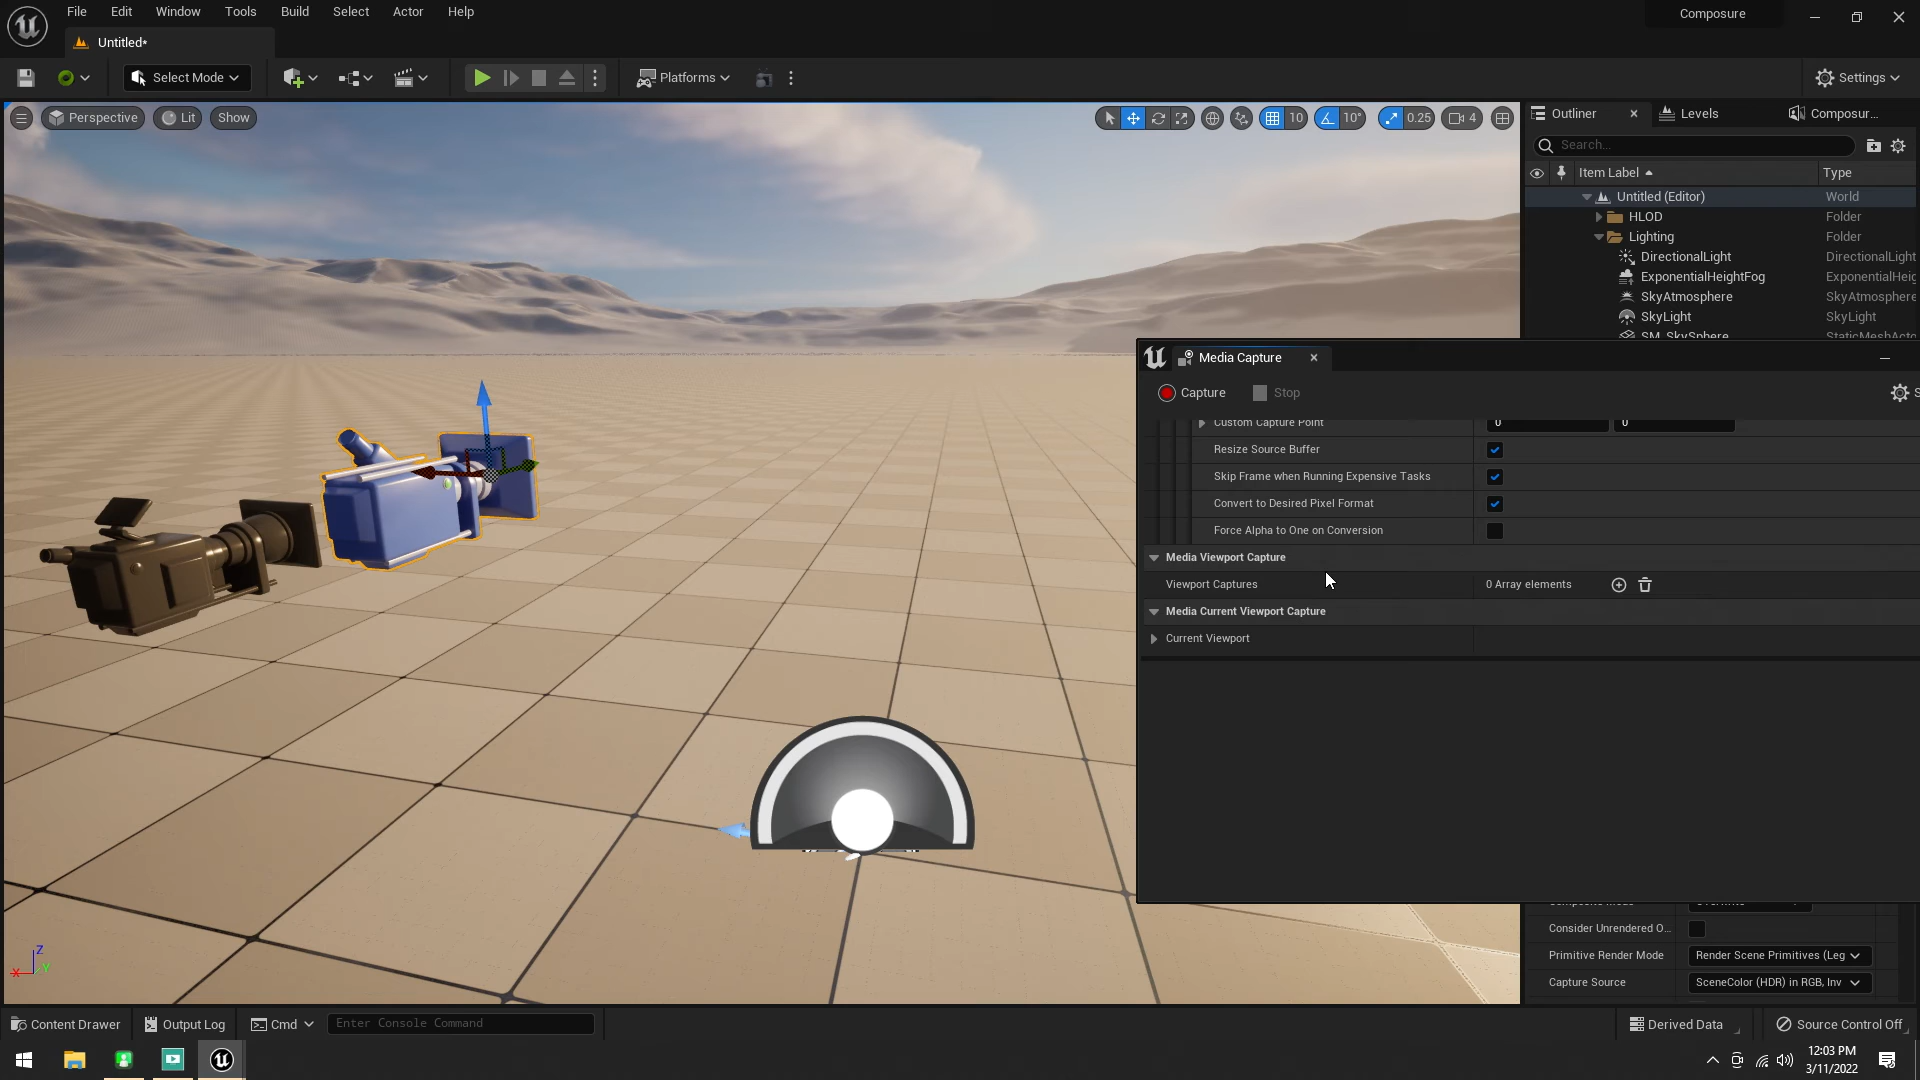 File Edit Window Tools Build Select Actor Help
Composure
Untitled*
Select Mode
Platforms
Settings
Perspective Lit Show
10 10° 0.25 4
Outliner
Levels
Composur...
Search...
Item Label Type
Untitled (Editor) World
HLOD Folder
Lighting Folder
DirectionalLight DirectionalLight
ExponentialHeightFog ExponentialHeig
SkyAtmosphere SkyAtmosphere
SkyLight SkyLight
SM_SkySphere StaticMeshActo
Media Capture
Capture Stop
S
Custom Capture Point 0 0
Resize Source Buffer
Skip Frame when Running Expensive Tasks
Convert to Desired Pixel Format
Force Alpha to One on Conversion
Media Viewport Capture
Viewport Captures 0 Array elements
Media Current Viewport Capture
Current Viewport
Consider Unrendered O...
Primitive Render Mode Render Scene Primitives (Leg
Capture Source SceneColor (HDR) in RGB, Inv
Z
X Y
Content Drawer Output Log Cmd Enter Console Command
Derived Data Source Control Off
12:03 PM
3/11/2022